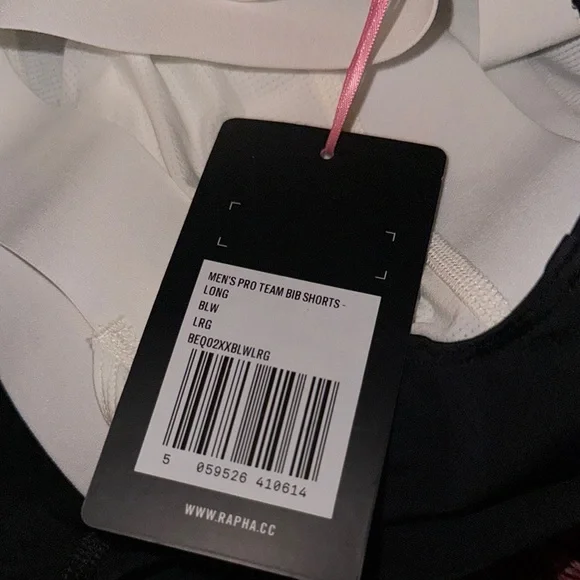 MEN'S PRO TEAM BIB SHORTS -
LONG
BLW
LRG
BEQ02XXBLWLRG
5 059526 410614
WWW.RAPHA.CC